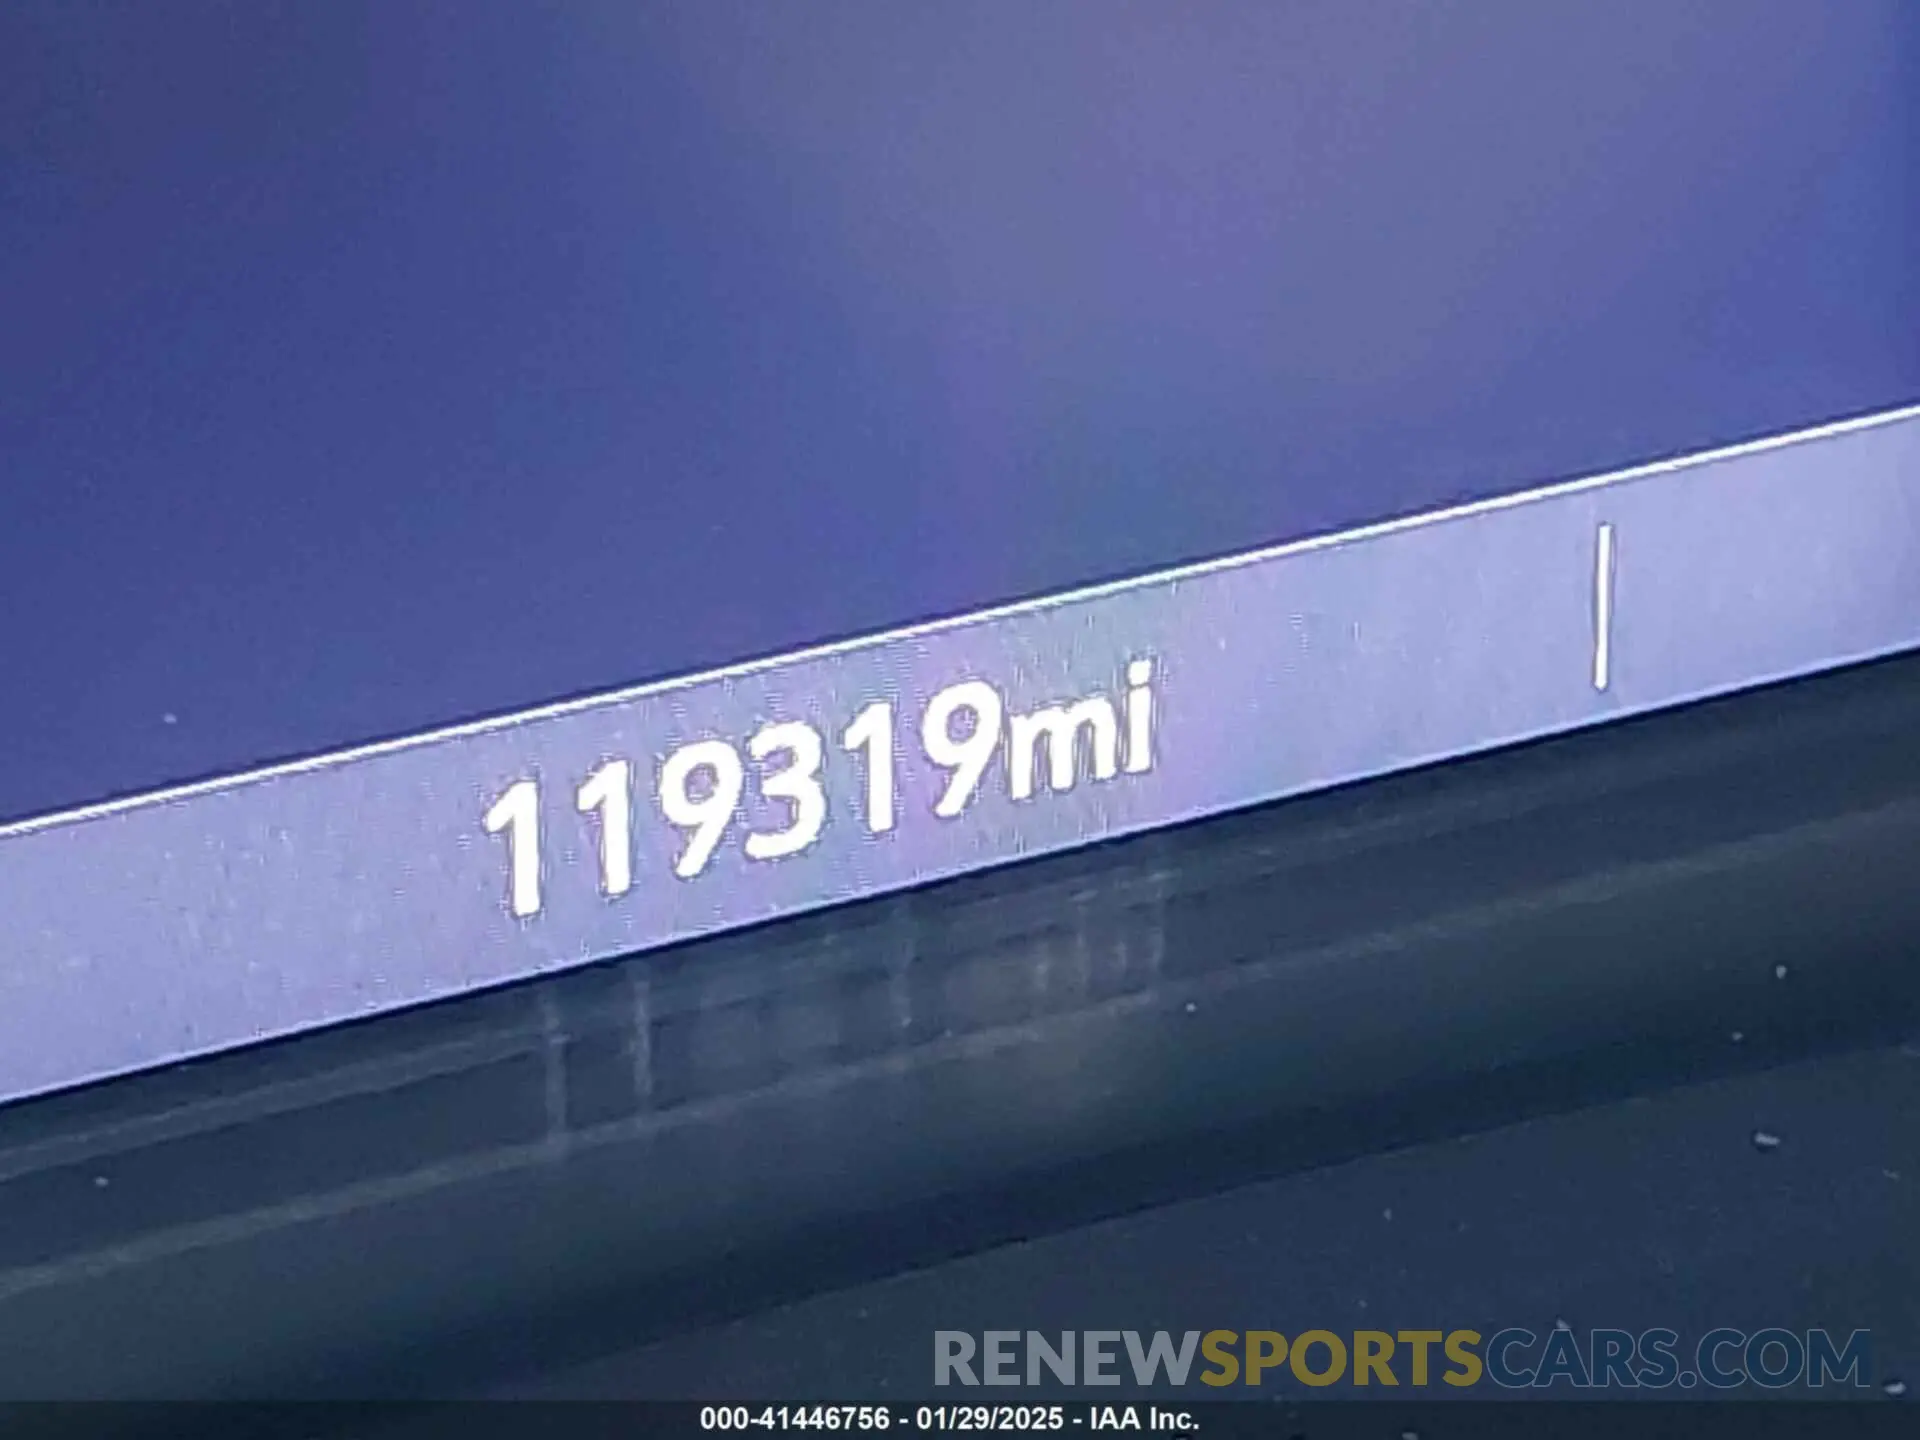 119319mi
RENEWSPORTSCARS.COM
000-41446756 - 01/29/2025 - IAA Inc.